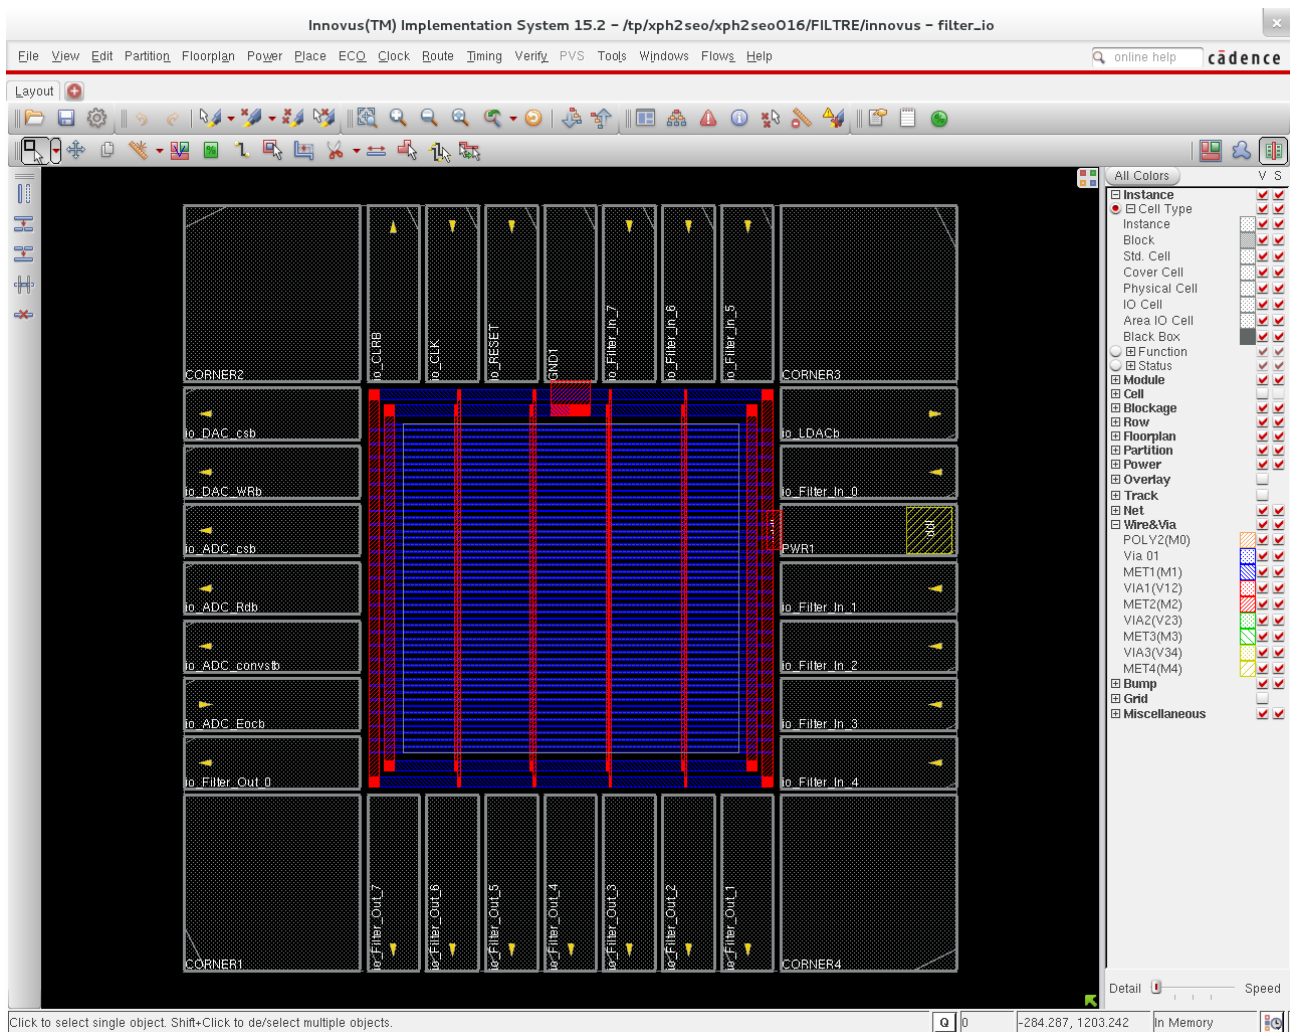 Innovus(TM) Implementation System 15.2 - /tp/xph2seo/xph2seo016/FILTRE/innovus - filter_io
File View Edit Partition Floorplan Power Place ECO Clock Route Timing Verify PVS Tools Windows Flows Help
online help
cādence
Layout
All Colors V S
Instance
Cell Type
Instance
Block
Std. Cell
Cover Cell
Physical Cell
IO Cell
Area IO Cell
Black Box
Function
Status
Module
Cell
Blockage
Row
Floorplan
Partition
Power
Overlay
Track
Net
Wire&Via
POLY2(M0)
Via 01
MET1(M1)
VIA1(V12)
MET2(M2)
VIA2(V23)
MET3(M3)
VIA3(V34)
MET4(M4)
Bump
Grid
Miscellaneous
Detail Speed
CORNER2
io_CLRB
io_CLK
io_RESET
GND1
io_Filter_In_7
io_Filter_In_6
io_Filter_In_5
CORNER3
io_DAC_csb
io_DAC_WRb
io_ADC_csb
io_ADC_Rdb
io_ADC_convstb
io_ADC_Eocb
io_Filter_Out_0
io_LDACb
io_Filter_In_0
PWR1
io_Filter_In_1
io_Filter_In_2
io_Filter_In_3
io_Filter_In_4
CORNER1
io_Filter_Out_7
io_Filter_Out_6
io_Filter_Out_5
io_Filter_Out_4
io_Filter_Out_3
io_Filter_Out_2
io_Filter_Out_1
CORNER4
Click to select single object. Shift+Click to de/select multiple objects.
Q 0 -284.287, 1203.242 In Memory